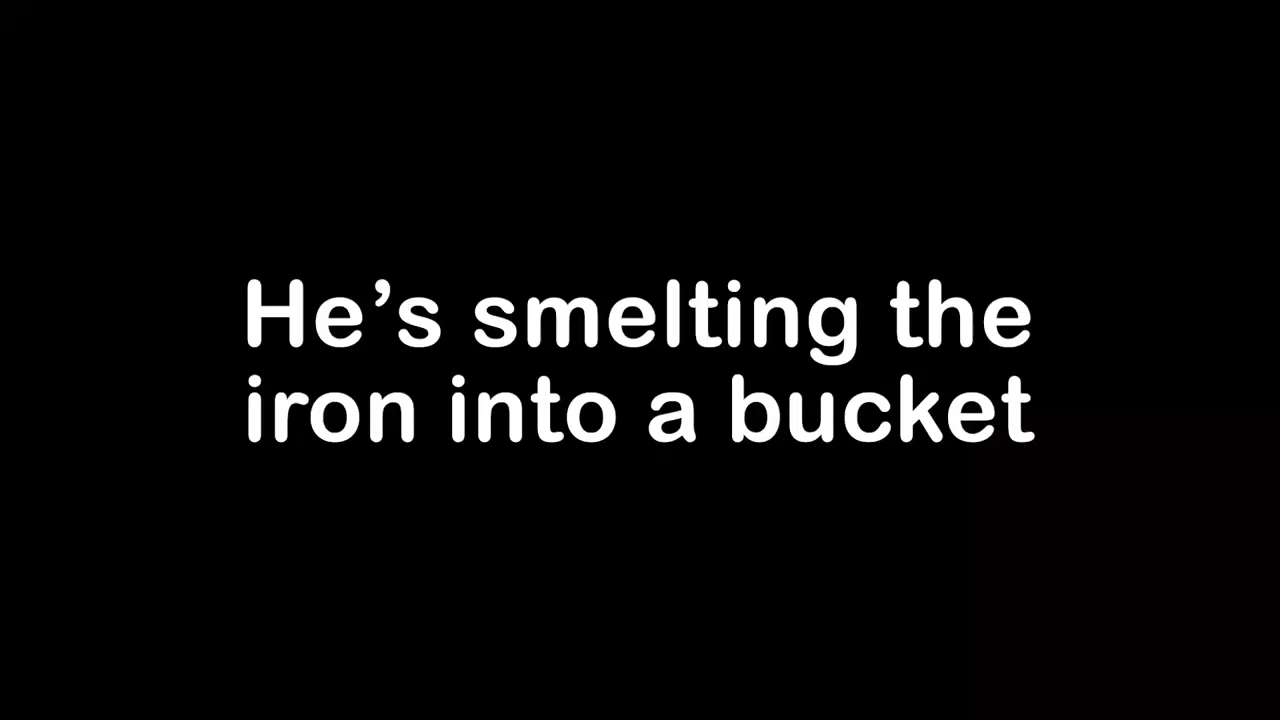 He’s smelting the
iron into a bucket